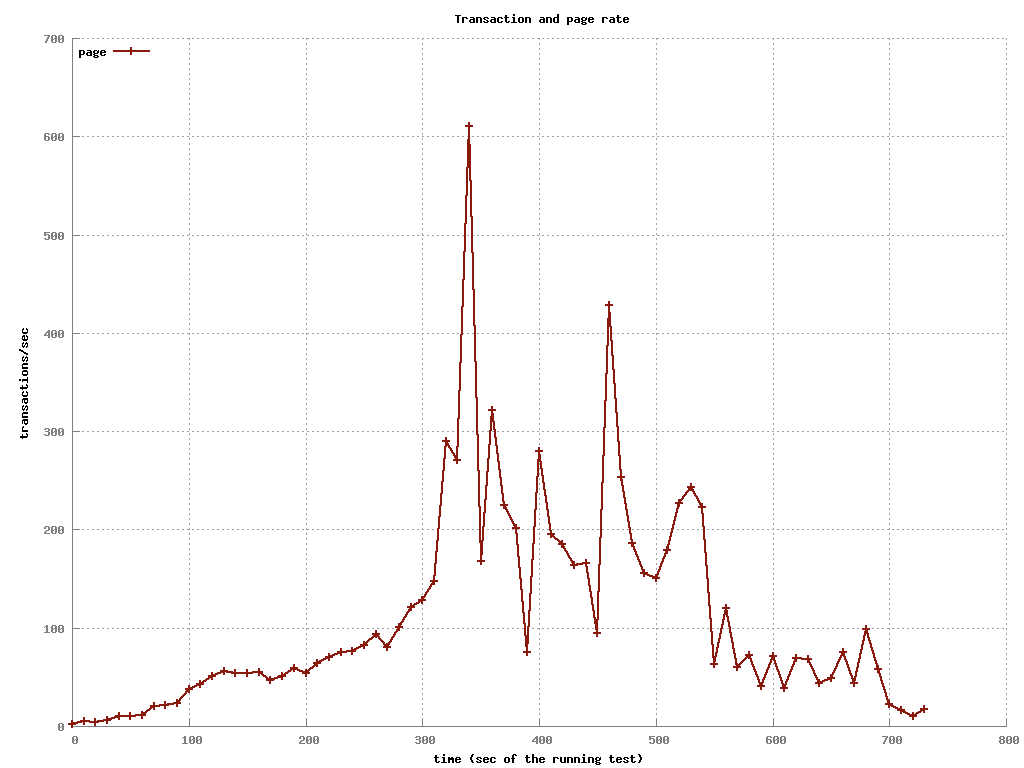 Transaction and page rate
page
700
600
500
400
300
200
100
0
transactions/sec
0 100 200 300 400 500 600 700 800
time (sec of the running test)